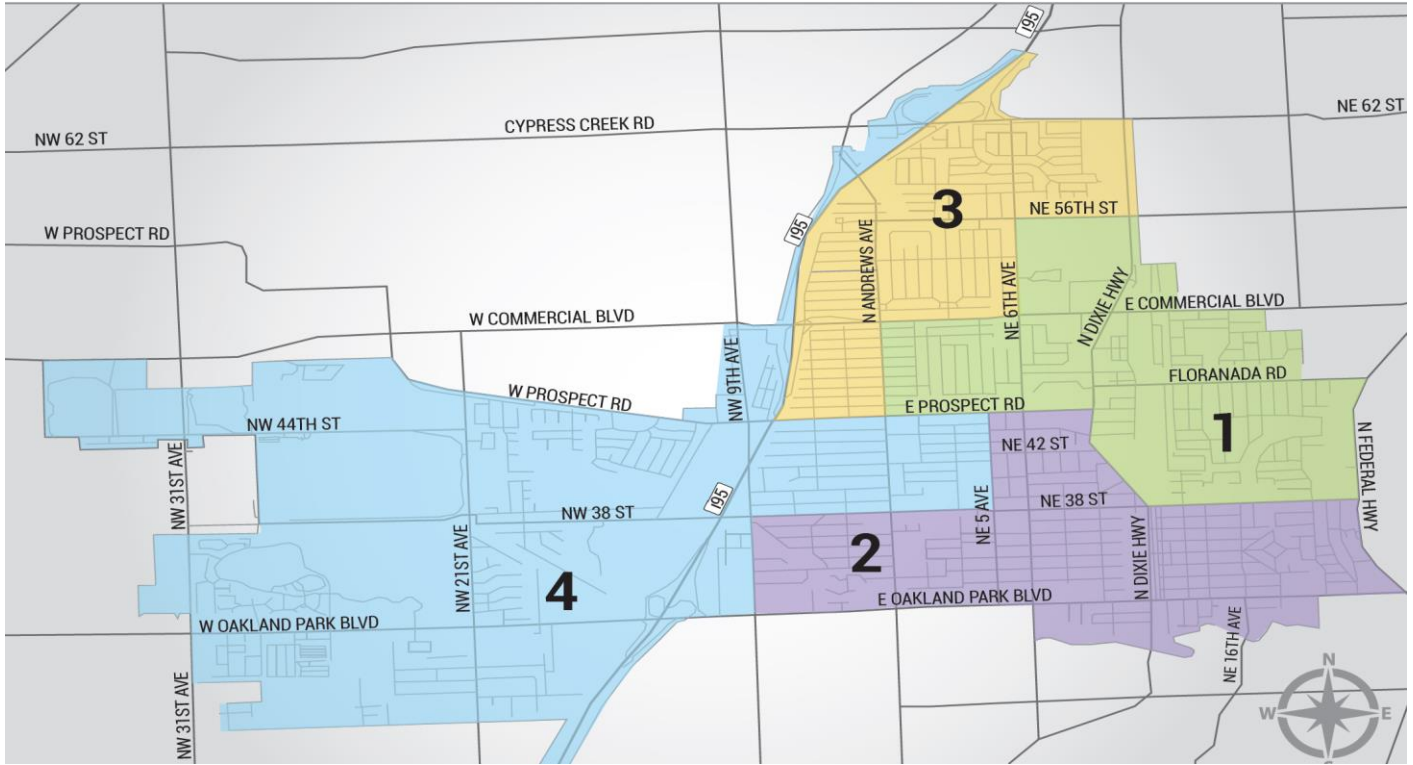 I95
NE 62 ST
CYPRESS CREEK RD
NW 62 ST
3
NE 56TH ST
W PROSPECT RD
I95
N ANDREWS AVE
NE 6TH AVE
N DIXIE HWY
E COMMERCIAL BLVD
W COMMERCIAL BLVD
NW 9TH AVE
FLORANADA RD
W PROSPECT RD
E PROSPECT RD
1
NW 44TH ST
NE 42 ST
N FEDERAL HWY
NW 31ST AVE
I95
NE 38 ST
NW 38 ST
NE 5 AVE
2
NW 21ST AVE
4
N DIXIE HWY
E OAKLAND PARK BLVD
W OAKLAND PARK BLVD
NE 16TH AVE
NW 31ST AVE
N
W
E